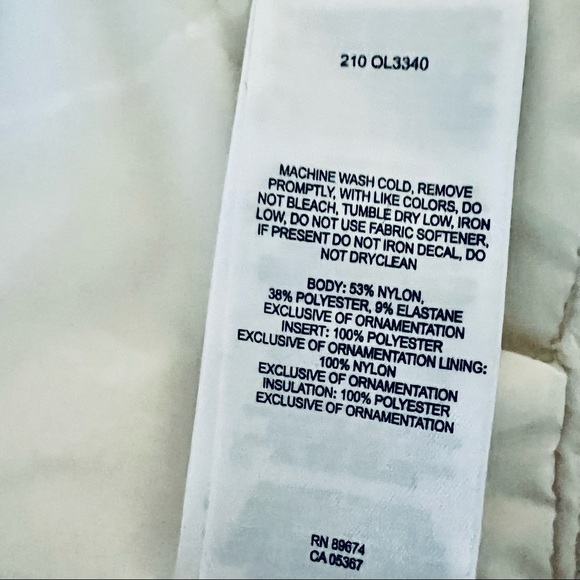 210 OL3340
MACHINE WASH COLD, REMOVE
PROMPTLY, WITH LIKE COLORS, DO
NOT BLEACH, TUMBLE DRY LOW, IRON
LOW, DO NOT USE FABRIC SOFTENER,
IF PRESENT DO NOT IRON DECAL, DO
NOT DRYCLEAN
BODY: 53% NYLON,
38% POLYESTER, 9% ELASTANE
EXCLUSIVE OF ORNAMENTATION
INSERT: 100% POLYESTER
EXCLUSIVE OF ORNAMENTATION LINING:
100% NYLON
EXCLUSIVE OF ORNAMENTATION
INSULATION: 100% POLYESTER
EXCLUSIVE OF ORNAMENTATION
RN 89674
CA 05367